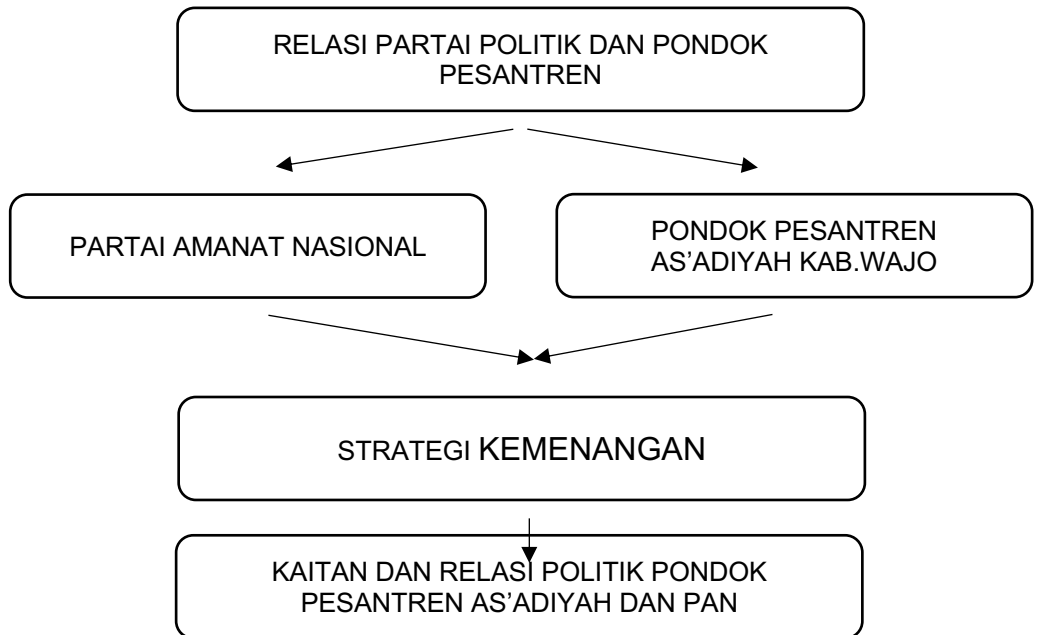 RELASI PARTAI POLITIK DAN PONDOK
PESANTREN
PARTAI AMANAT NASIONAL
PONDOK PESANTREN
AS’ADIYAH KAB.WAJO
STRATEGI KEMENANGAN
KAITAN DAN RELASI POLITIK PONDOK
PESANTREN AS’ADIYAH DAN PAN